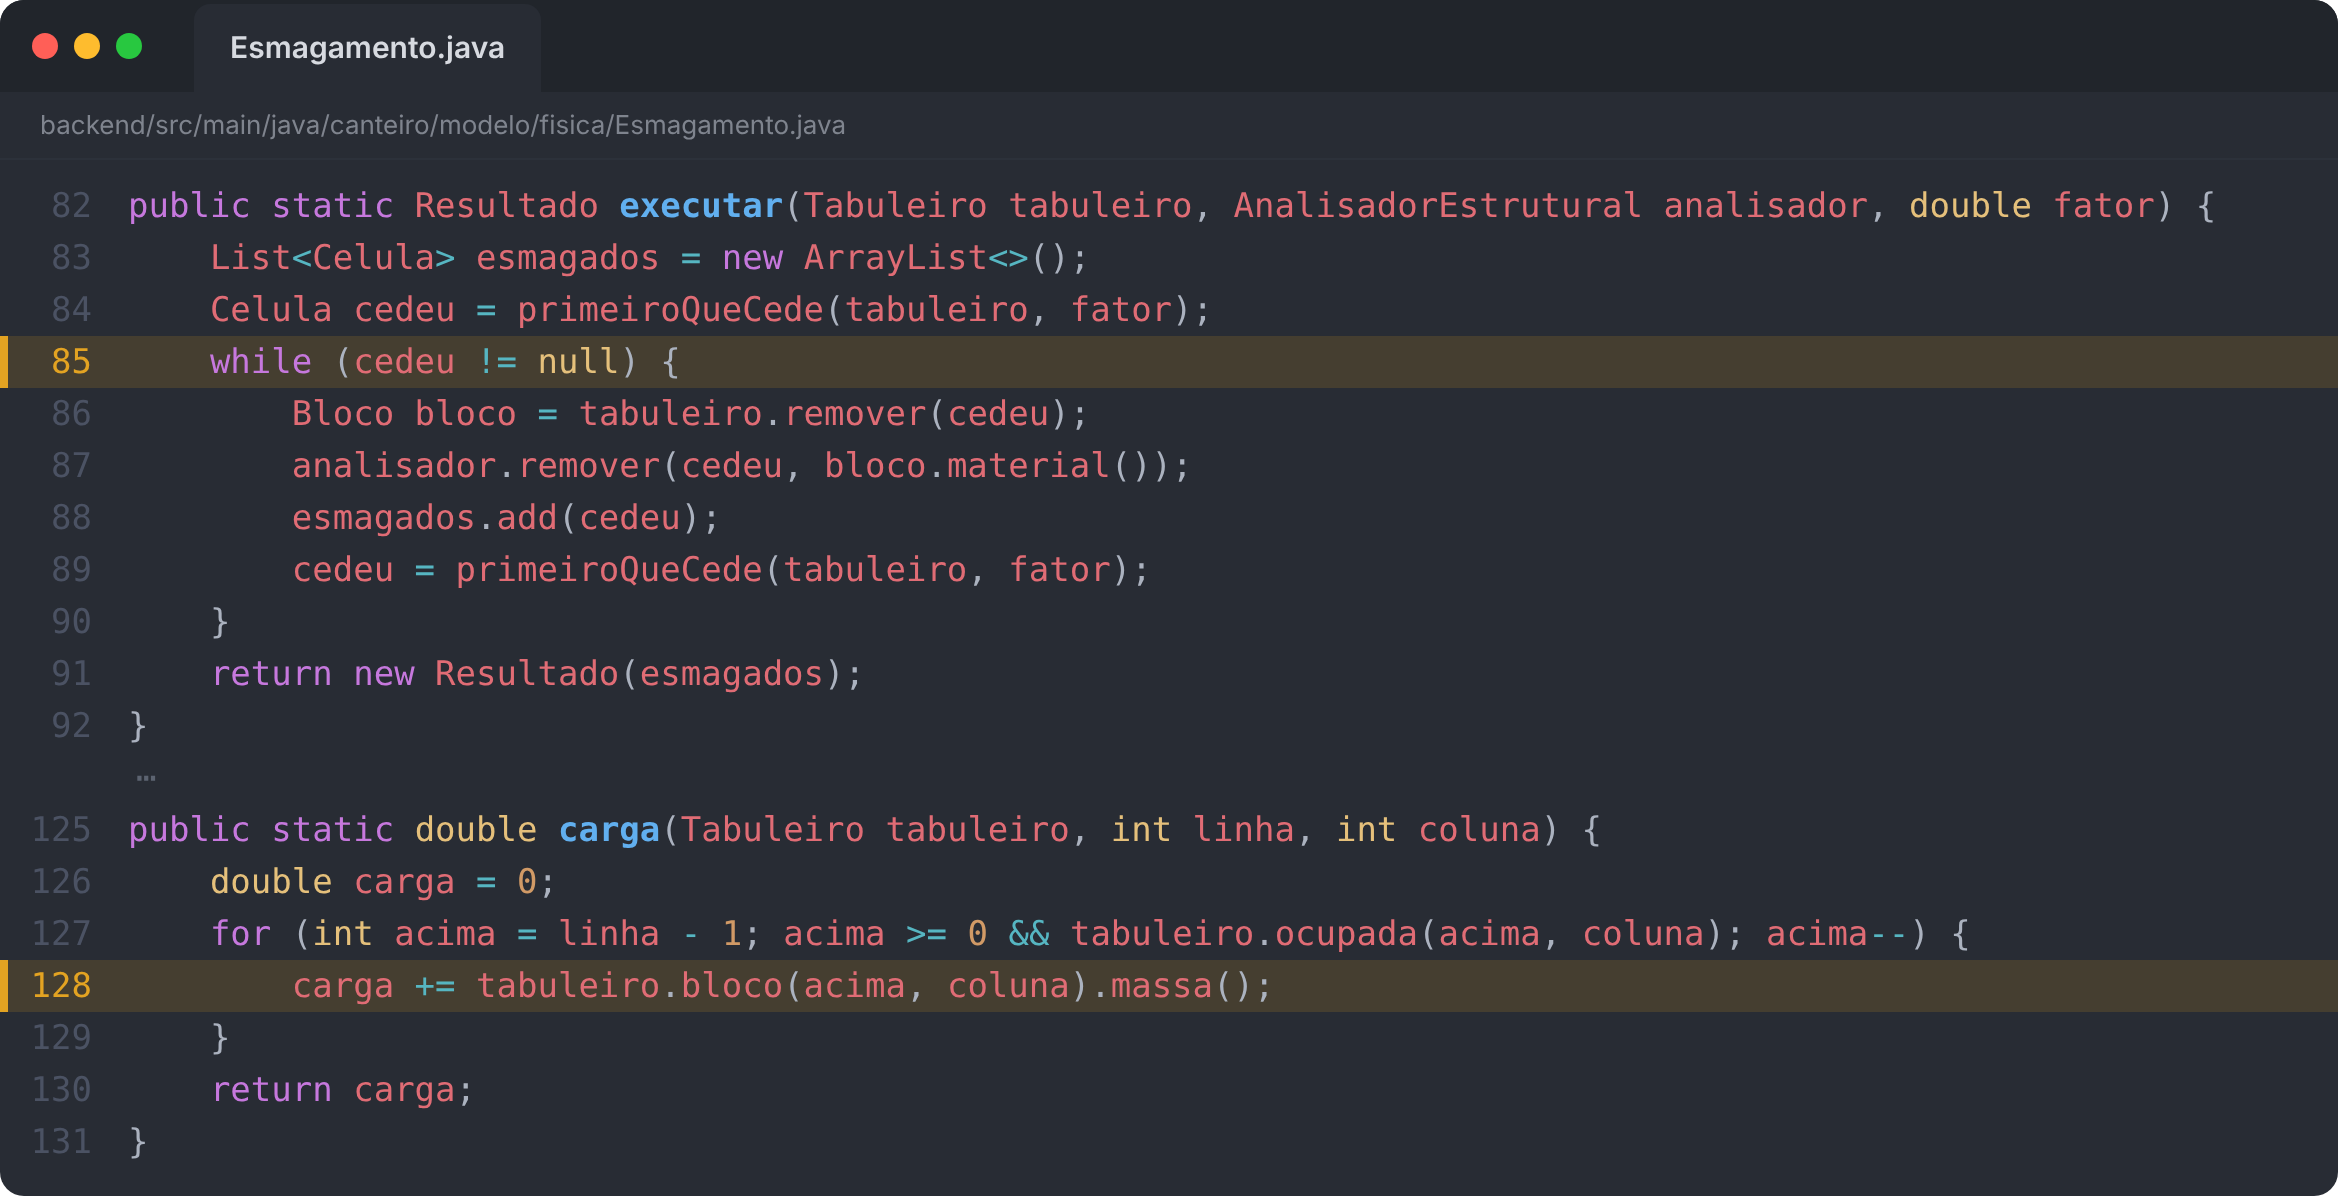 Esmagamento.java
backend/src/main/java/canteiro/modelo/fisica/Esmagamento.java
82 public static Resultado executar(Tabuleiro tabuleiro, AnalisadorEstrutural analisador, double fator) {
83     List<Celula> esmagados = new ArrayList<>();
84     Celula cedeu = primeiroQueCede(tabuleiro, fator);
85     while (cedeu != null) {
86         Bloco bloco = tabuleiro.remover(cedeu);
87         analisador.remover(cedeu, bloco.material());
88         esmagados.add(cedeu);
89         cedeu = primeiroQueCede(tabuleiro, fator);
90     }
91     return new Resultado(esmagados);
92 }
…
125 public static double carga(Tabuleiro tabuleiro, int linha, int coluna) {
126     double carga = 0;
127     for (int acima = linha - 1; acima >= 0 && tabuleiro.ocupada(acima, coluna); acima--) {
128         carga += tabuleiro.bloco(acima, coluna).massa();
129     }
130     return carga;
131 }